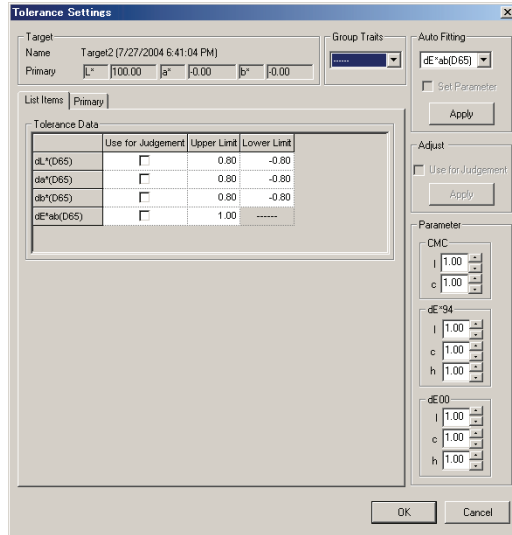 Tolerance Settings
Target
Name Target2 (7/27/2004 6:41:04 PM)
Primary L* 100.00 a* -0.00 b* -0.00
Group Traits
------
Auto Fitting
dE*ab(D65)
Set Parameter
Apply
List Items Primary
Tolerance Data
Use for Judgement Upper Limit Lower Limit
dL*(D65) 0.80 -0.80
da*(D65) 0.80 -0.80
db*(D65) 0.80 -0.80
dE*ab(D65) 1.00 ------
Adjust
Use for Judgement
Apply
Parameter
CMC
l 1.00
c 1.00
dE*94
l 1.00
c 1.00
h 1.00
dE00
l 1.00
c 1.00
h 1.00
OK Cancel